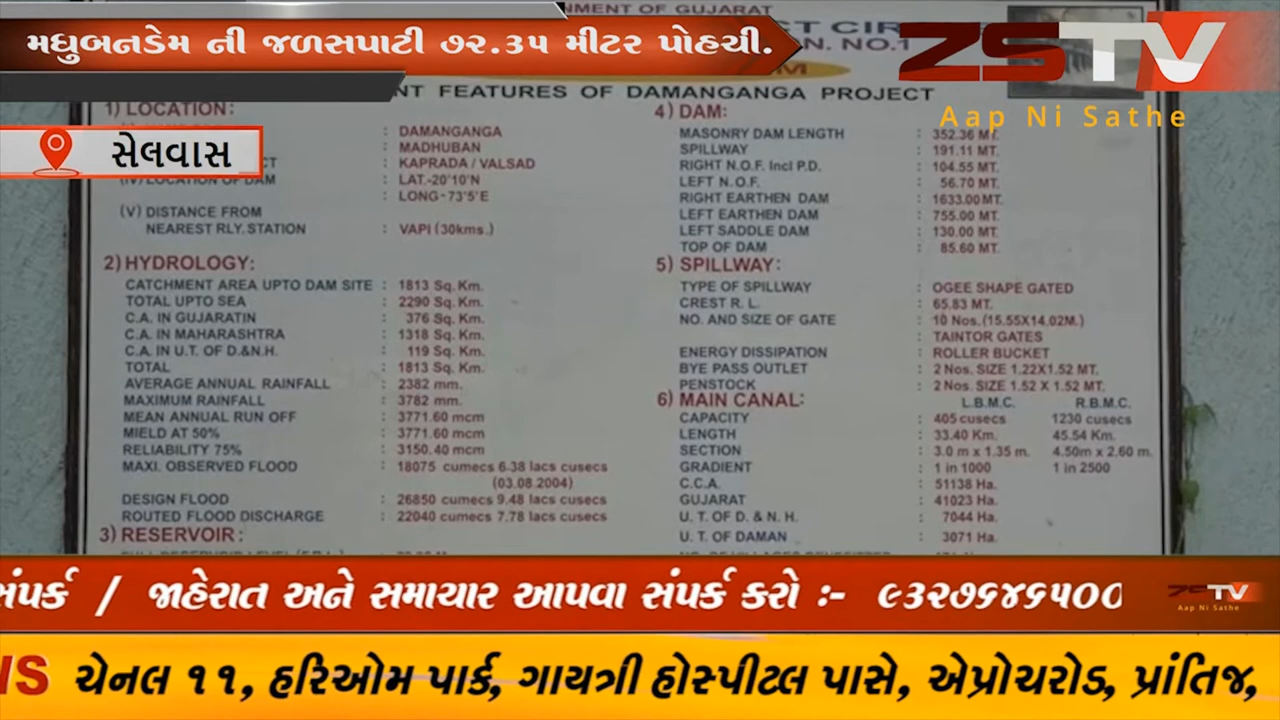 NMENT OF GUJARAT
મધુબનડેમ ની જળસપાટી ૭૨.૩૫ મીટર પોહચી.
ZSTV
Aap Ni Sathe
FEATURES OF DAMANGANGA PROJECT
સેલવાસ
1) LOCATION:
: DAMANGANGA
: MADHUBAN
: KAPRADA / VALSAD
(IV) LOCATION OF DAM : LAT.-20°10'N
: LONG-73°5'E
(V) DISTANCE FROM
NEAREST RLY. STATION : VAPI (30kms.)
2) HYDROLOGY:
CATCHMENT AREA UPTO DAM SITE : 1813 Sq. Km.
TOTAL UPTO SEA : 2290 Sq. Km.
C.A. IN GUJARATIN : 376 Sq. Km.
C.A. IN MAHARASHTRA : 1318 Sq. Km.
C.A. IN U.T. OF D.&N.H. : 119 Sq. Km.
TOTAL : 1813 Sq. Km.
AVERAGE ANNUAL RAINFALL : 2382 mm.
MAXIMUM RAINFALL : 3782 mm.
MEAN ANNUAL RUN OFF : 3771.60 mcm
MIELD AT 50% : 3771.60 mcm
RELIABILITY 75% : 3150.40 mcm
MAXI. OBSERVED FLOOD : 18075 cumecs 6.38 lacs cusecs
(03.08.2004)
DESIGN FLOOD : 26850 cumecs 9.48 lacs cusecs
ROUTED FLOOD DISCHARGE : 22040 cumecs 7.78 lacs cusecs
3) RESERVOIR:
4) DAM:
MASONRY DAM LENGTH : 352.36 MT.
SPILLWAY : 191.11 MT.
RIGHT N.O.F. Incl P.D. : 104.55 MT.
LEFT N.O.F. : 56.70 MT.
RIGHT EARTHEN DAM : 1633.00 MT.
LEFT EARTHEN DAM : 755.00 MT.
LEFT SADDLE DAM : 130.00 MT.
TOP OF DAM : 85.60 MT.
5) SPILLWAY:
TYPE OF SPILLWAY : OGEE SHAPE GATED
CREST R. L. : 65.83 MT.
NO. AND SIZE OF GATE : 10 Nos. (15.55X14.02M.)
: TAINTOR GATES
ENERGY DISSIPATION : ROLLER BUCKET
BYE PASS OUTLET : 2 Nos. SIZE 1.22X1.52 MT.
PENSTOCK : 2 Nos. SIZE 1.52 X 1.52 MT.
6) MAIN CANAL: L.B.M.C. R.B.M.C.
CAPACITY : 405 cusecs 1230 cusecs
LENGTH : 33.40 Km. 45.54 Km.
SECTION : 3.0 m x 1.35 m. 4.50m x 2.60 m.
GRADIENT : 1 in 1000 1 in 2500
C.C.A. : 51138 Ha.
GUJARAT : 41023 Ha.
U. T. OF D. & N. H. : 7044 Ha.
U. T. OF DAMAN : 3071 Ha.
સંપર્ક / જાહેરાત અને સમાચાર આપવા સંપર્ક કરો :- ૯૩૨૭૬૪૬૫૦૦
ZSTV
Aap Ni Sathe
WS ચેનલ ૧૧, હરિઓમ પાર્ક, ગાયત્રી હોસ્પીટલ પાસે, એપ્રોચરોડ, પ્રાંતિજ,